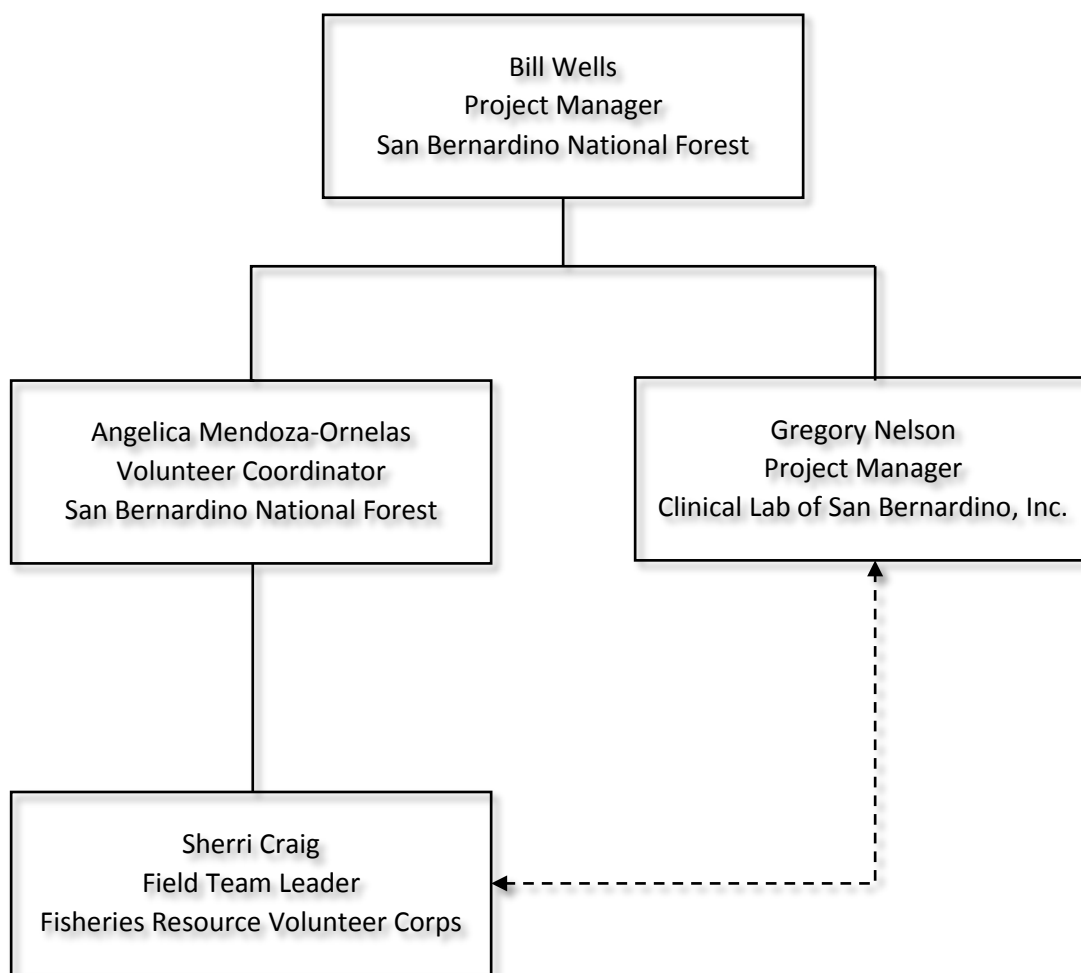 Bill Wells
Project Manager
San Bernardino National Forest
Angelica Mendoza-Ornelas
Volunteer Coordinator
San Bernardino National Forest
Gregory Nelson
Project Manager
Clinical Lab of San Bernardino, Inc.
Sherri Craig
Field Team Leader
Fisheries Resource Volunteer Corps